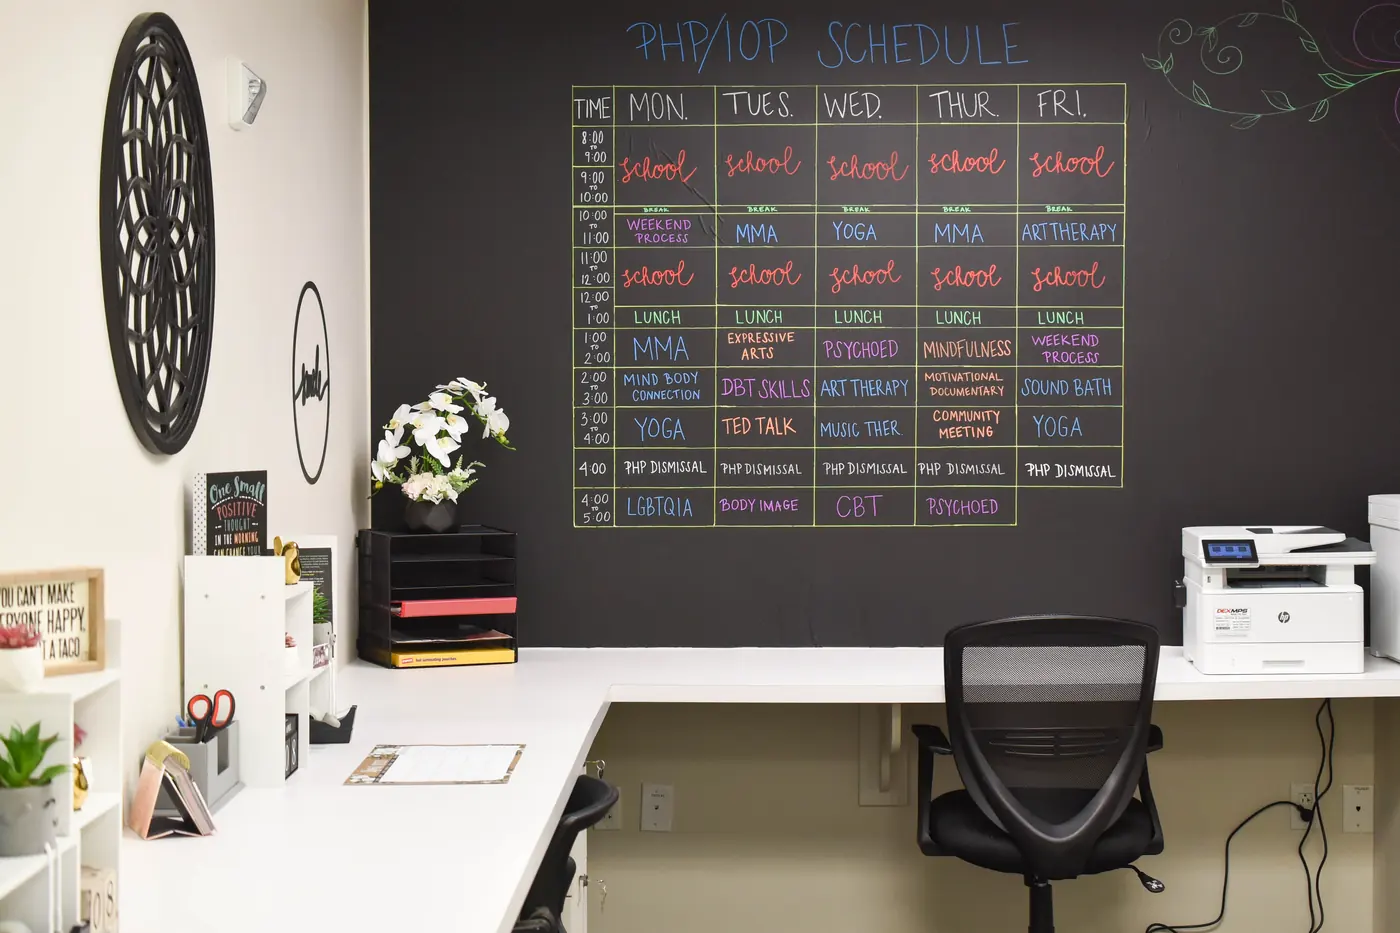 PHP/IOP SCHEDULE
TIME MON. TUES. WED. THUR. FRI.
8:00
TO
9:00
school school school school school
9:00
TO
10:00
BREAK BREAK BREAK BREAK BREAK
10:00
TO
11:00
WEEKEND
PROCESS
MMA YOGA MMA ART THERAPY
11:00
TO
12:00
school school school school school
12:00
TO
1:00
LUNCH LUNCH LUNCH LUNCH LUNCH
1:00
TO
2:00
MMA
EXPRESSIVE
ARTS
PSYCHOED
MINDFULNESS
WEEKEND
PROCESS
2:00
TO
3:00
MIND BODY
CONNECTION
DBT SKILLS
ART THERAPY
MOTIVATIONAL
DOCUMENTARY
SOUND BATH
3:00
TO
4:00
YOGA
TED TALK
MUSIC THER.
COMMUNITY
MEETING
YOGA
4:00 PHP DISMISSAL PHP DISMISSAL PHP DISMISSAL PHP DISMISSAL PHP DISMISSAL
4:00
TO
5:00
LGBTQIA BODY IMAGE CBT PSYCHOED
smile
One Small
POSITIVE
THOUGHT
IN THE MORNING
CAN CHANGE YOUR
YOU CAN'T MAKE
EVERYONE HAPPY.
A TACO
DEXMPS
hp
08